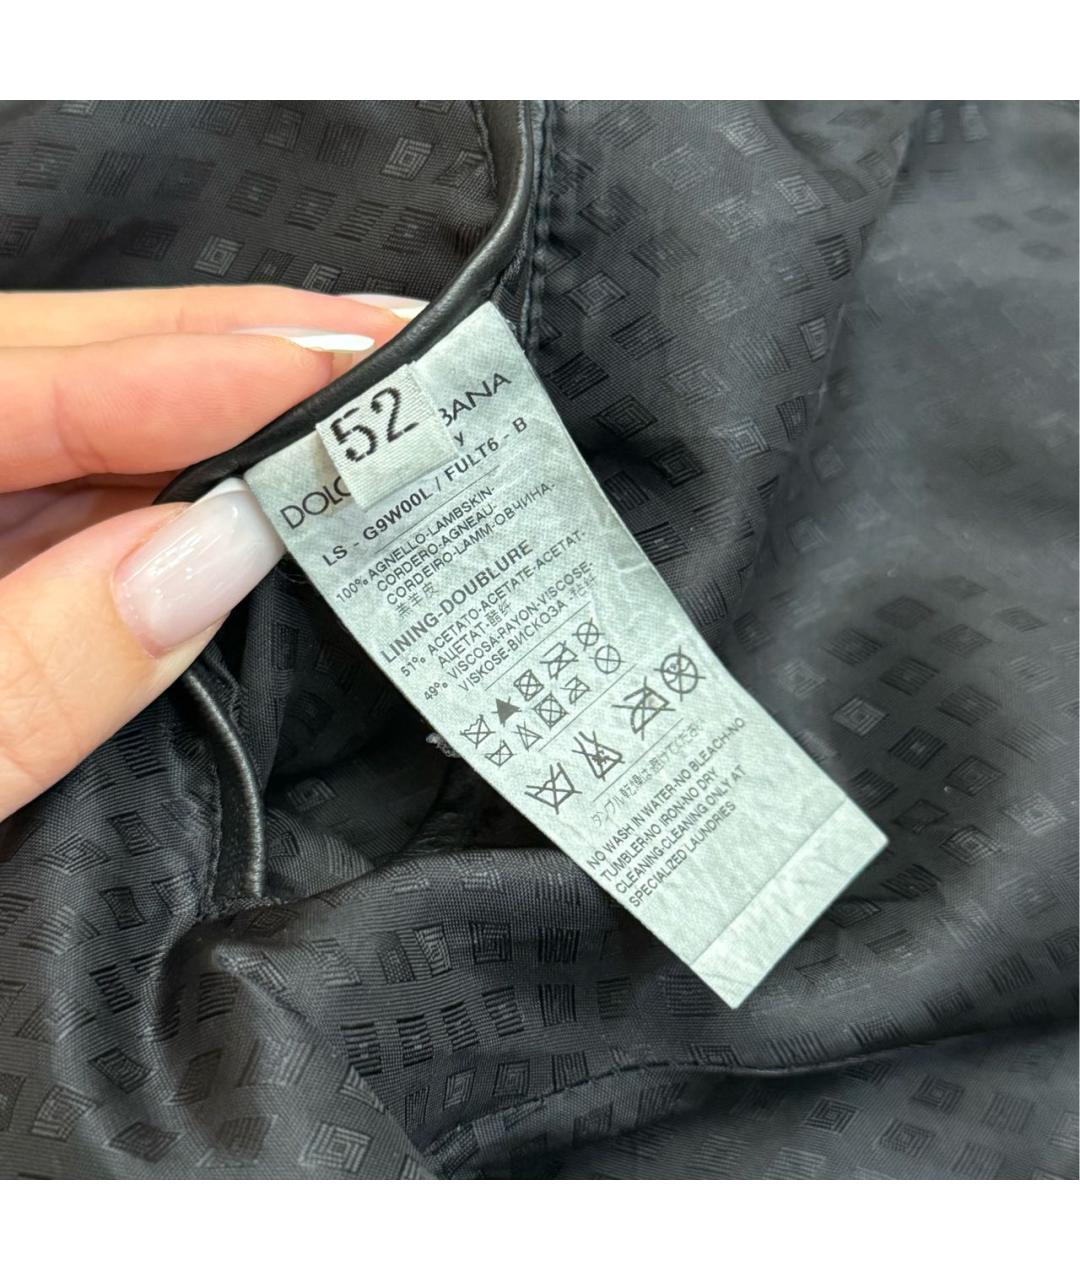 52
DOLC BANA
y
LS - G9W00L / FULT6 - B
100% AGNELLO-LAMBSKIN-
CORDERO-AGNEAU-
CORDEIRO-LAMM-ОВЧИНА-
羊羊皮
LINING-DOUBLURE
51% ACETATO-ACETATE-ACETAT-
АЦЕТАТ-醋纤
49% VISCOSA-RAYON-VISCOSE-
VISKOSE-ВИСКОЗА-粘纤
NO WASH IN WATER-NO BLEACH-NO
TUMBLER-NO IRON-NO DRY
CLEANING-CLEANING ONLY AT
SPECIALIZED LAUNDRIES